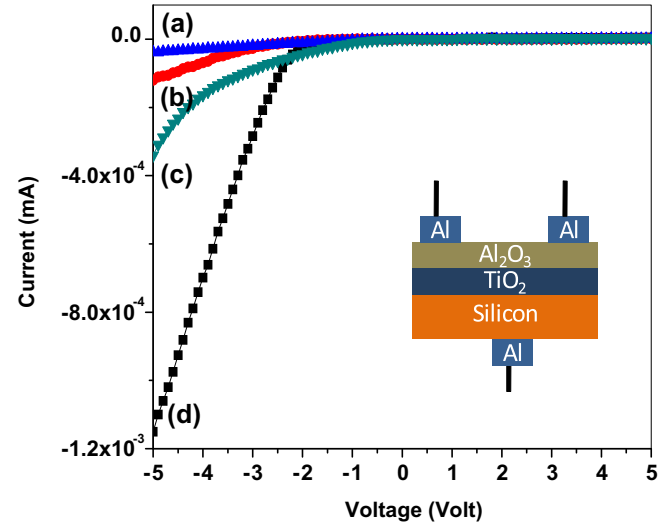 (a)
0.0
(b)
(c)
-4.0x10⁻⁴
Current (mA)
Al Al
Al₂O₃
TiO₂
Silicon
-8.0x10⁻⁴
Al
(d)
-1.2x10⁻³
-5 -4 -3 -2 -1 0 1 2 3 4 5
Voltage (Volt)